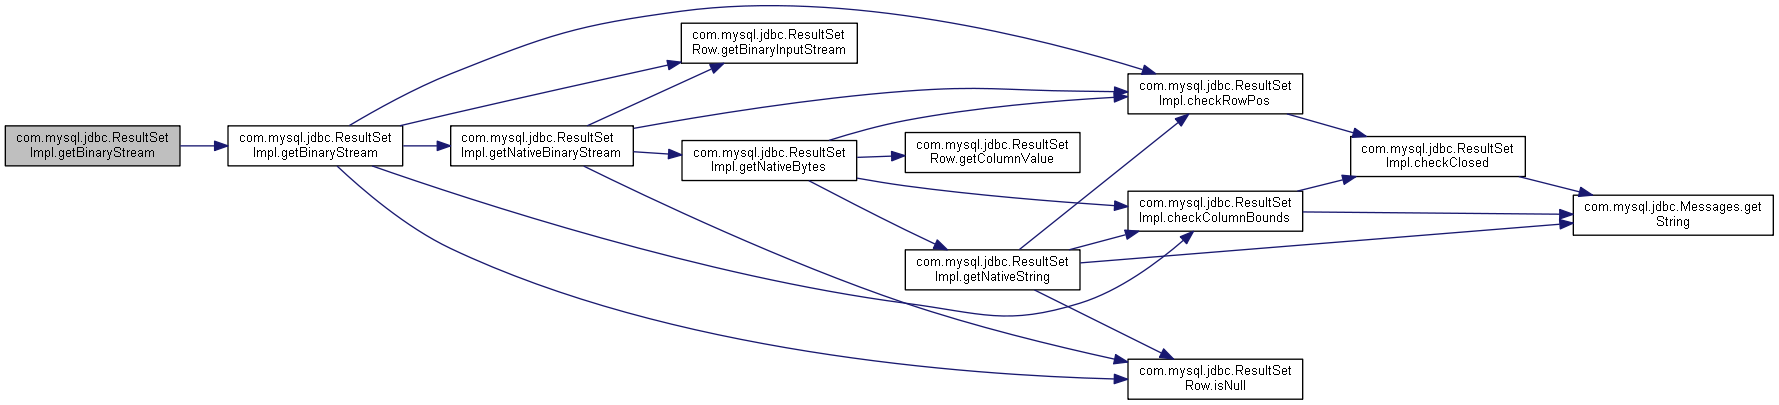 com.mysql.jdbc.ResultSet
Impl.getBinaryStream
com.mysql.jdbc.ResultSet
Impl.getBinaryStream
com.mysql.jdbc.ResultSet
Row.getBinaryInputStream
com.mysql.jdbc.ResultSet
Impl.getNativeBinaryStream
com.mysql.jdbc.ResultSet
Impl.getNativeBytes
com.mysql.jdbc.ResultSet
Row.getColumnValue
com.mysql.jdbc.ResultSet
Impl.getNativeString
com.mysql.jdbc.ResultSet
Impl.checkRowPos
com.mysql.jdbc.ResultSet
Impl.checkColumnBounds
com.mysql.jdbc.ResultSet
Row.isNull
com.mysql.jdbc.ResultSet
Impl.checkClosed
com.mysql.jdbc.Messages.get
String